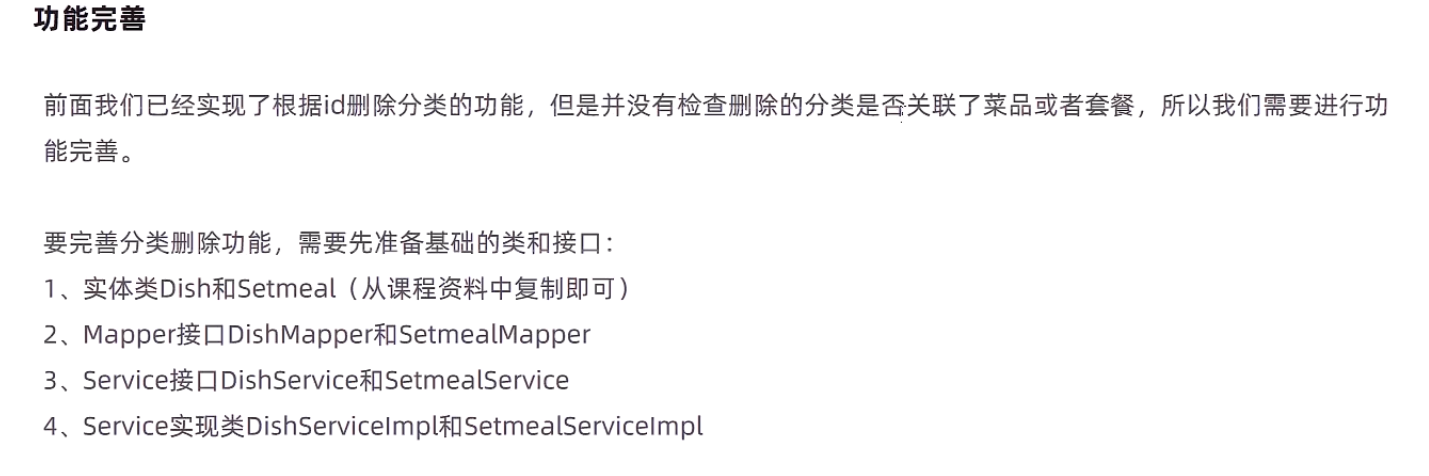 功能完善
前面我们已经实现了根据id删除分类的功能，但是并没有检查删除的分类是否关联了菜品或者套餐，所以我们需要进行功
能完善。
要完善分类删除功能，需要先准备基础的类和接口：
1、实体类Dish和Setmeal（从课程资料中复制即可）
2、Mapper接口DishMapper和SetmealMapper
3、Service接口DishService和SetmealService
4、Service实现类DishServiceImpl和SetmealServiceImpl